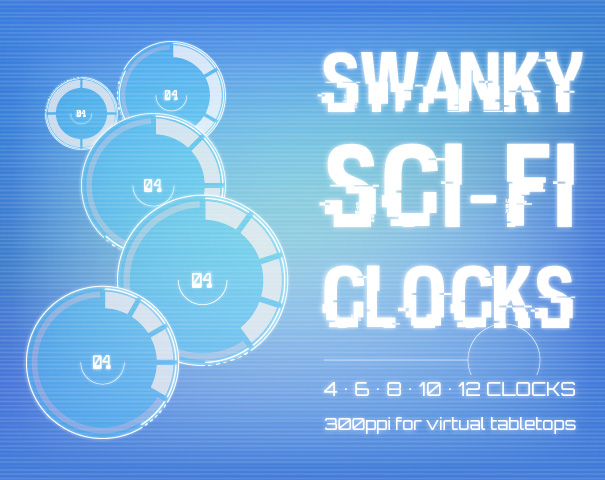 04
04
04
04
04
SWANKY
SCI-FI
CLOCKS
4 · 6 · 8 · 10 · 12 CLOCKS
300ppi for virtual tabletops